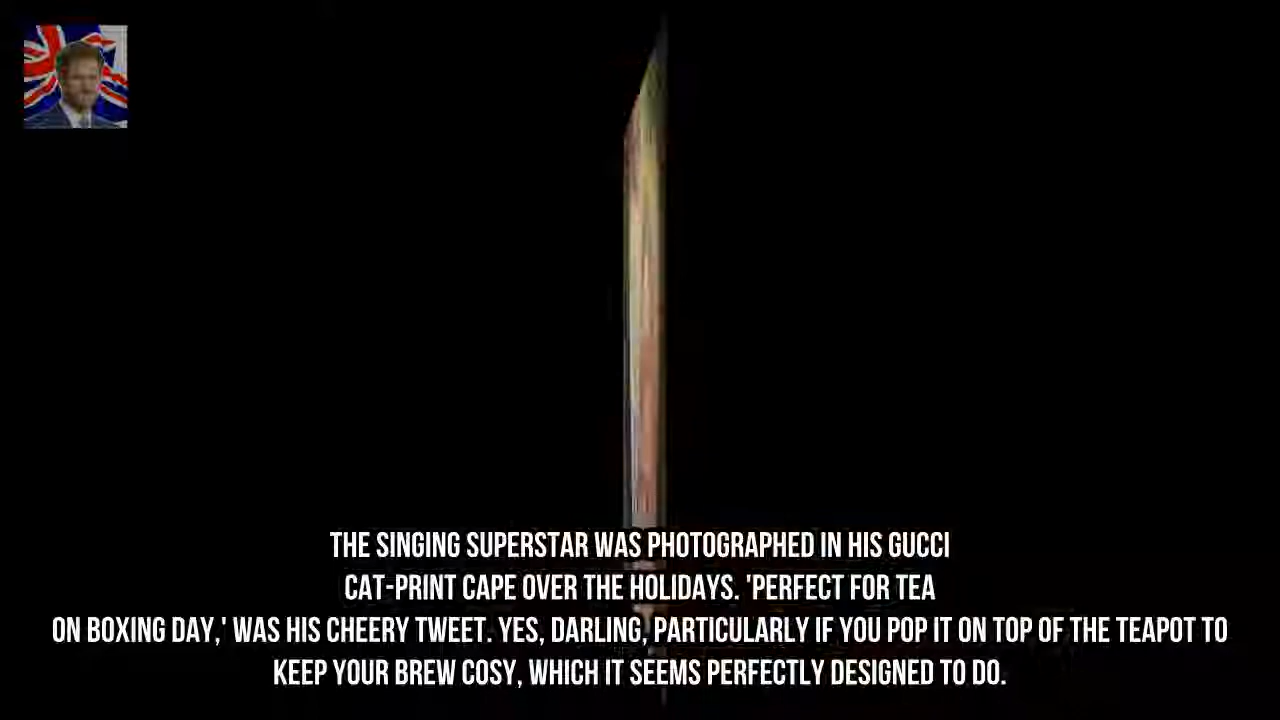 THE SINGING SUPERSTAR WAS PHOTOGRAPHED IN HIS GUCCI
CAT-PRINT CAPE OVER THE HOLIDAYS. 'PERFECT FOR TEA
ON BOXING DAY,' WAS HIS CHEERY TWEET. YES, DARLING, PARTICULARLY IF YOU POP IT ON TOP OF THE TEAPOT TO
KEEP YOUR BREW COSY, WHICH IT SEEMS PERFECTLY DESIGNED TO DO.